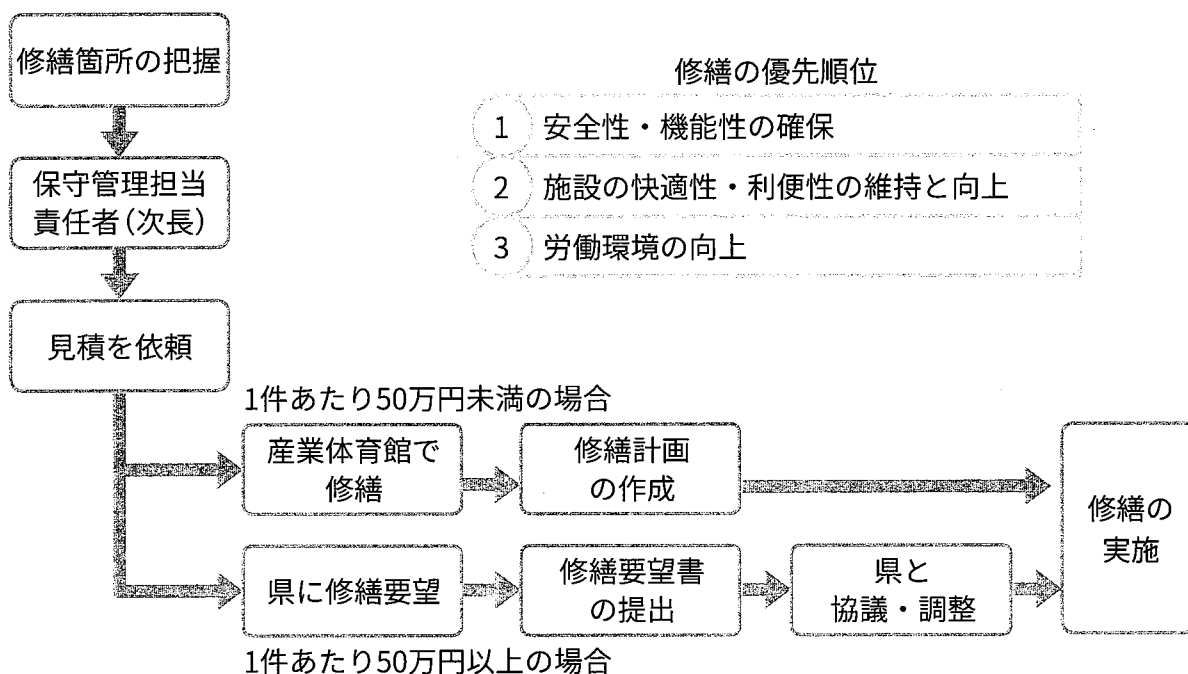 修繕箇所の把握
保守管理担当
責任者（次長）
見積を依頼
修繕の優先順位
1 安全性・機能性の確保
2 施設の快適性・利便性の維持と向上
3 労働環境の向上
1件あたり50万円未満の場合
産業体育館で
修繕
修繕計画
の作成
県に修繕要望
修繕要望書
の提出
県と
協議・調整
修繕の
実施
1件あたり50万円以上の場合